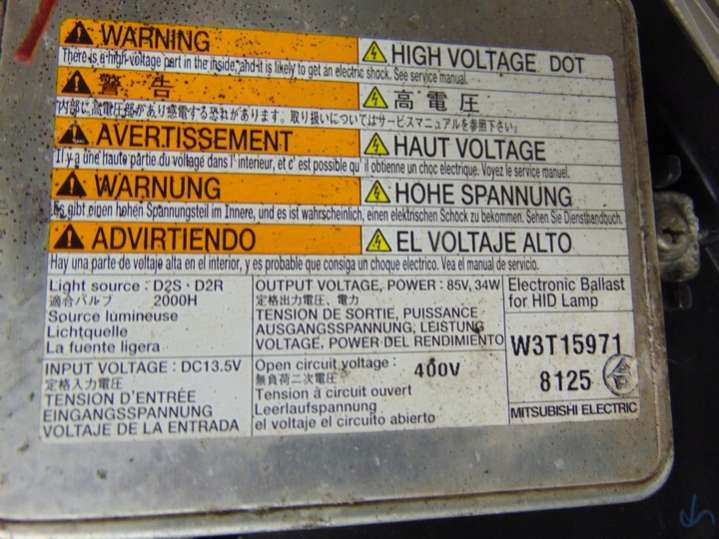 WARNING
HIGH VOLTAGE DOT
There is a high-voltage part in the inside, and it is likely to get an electric shock. See service manual.
警告
高電圧
内部に高電圧部があり感電する恐れがあります。取り扱いについてはサービスマニュアルを参照下さい。
AVERTISSEMENT
HAUT VOLTAGE
Il y a une haute partie du voltage dans l' interieur, et c' est possible qu' il obtienne un choc electrique. Voyez le service manuel.
WARNUNG
HOHE SPANNUNG
Es gibt einen hohen Spannungsteil im Innere, und es ist wahrscheinlich, einen elektrischen Schock zu bekommen. Sehen Sie Diensthandbuch.
ADVIRTIENDO
EL VOLTAJE ALTO
Hay una parte de voltaje alta en el interior, y es probable que consiga un choque electrico. Vea el manual de servicio.
Light source : D2S · D2R
適合バルブ 2000H
Source lumineuse
Lichtquelle
La fuente ligera
OUTPUT VOLTAGE, POWER : 85V, 34W
定格出力電圧、電力
TENSION DE SORTIE, PUISSANCE
AUSGANGSSPANNUNG, LEISTUNG
VOLTAGE, POWER DEL RENDIMIENTO
Electronic Ballast
for HID Lamp
W3T15971
8125
MITSUBISHI ELECTRIC
INPUT VOLTAGE : DC13.5V
定格入力電圧
TENSION D'ENTRÉE
EINGANGSSPANNUNG
VOLTAJE DE LA ENTRADA
Open circuit voltage : 400V
無負荷二次電圧
Tension à circuit ouvert
Leerlaufspannung
el voltaje el circuito abierto